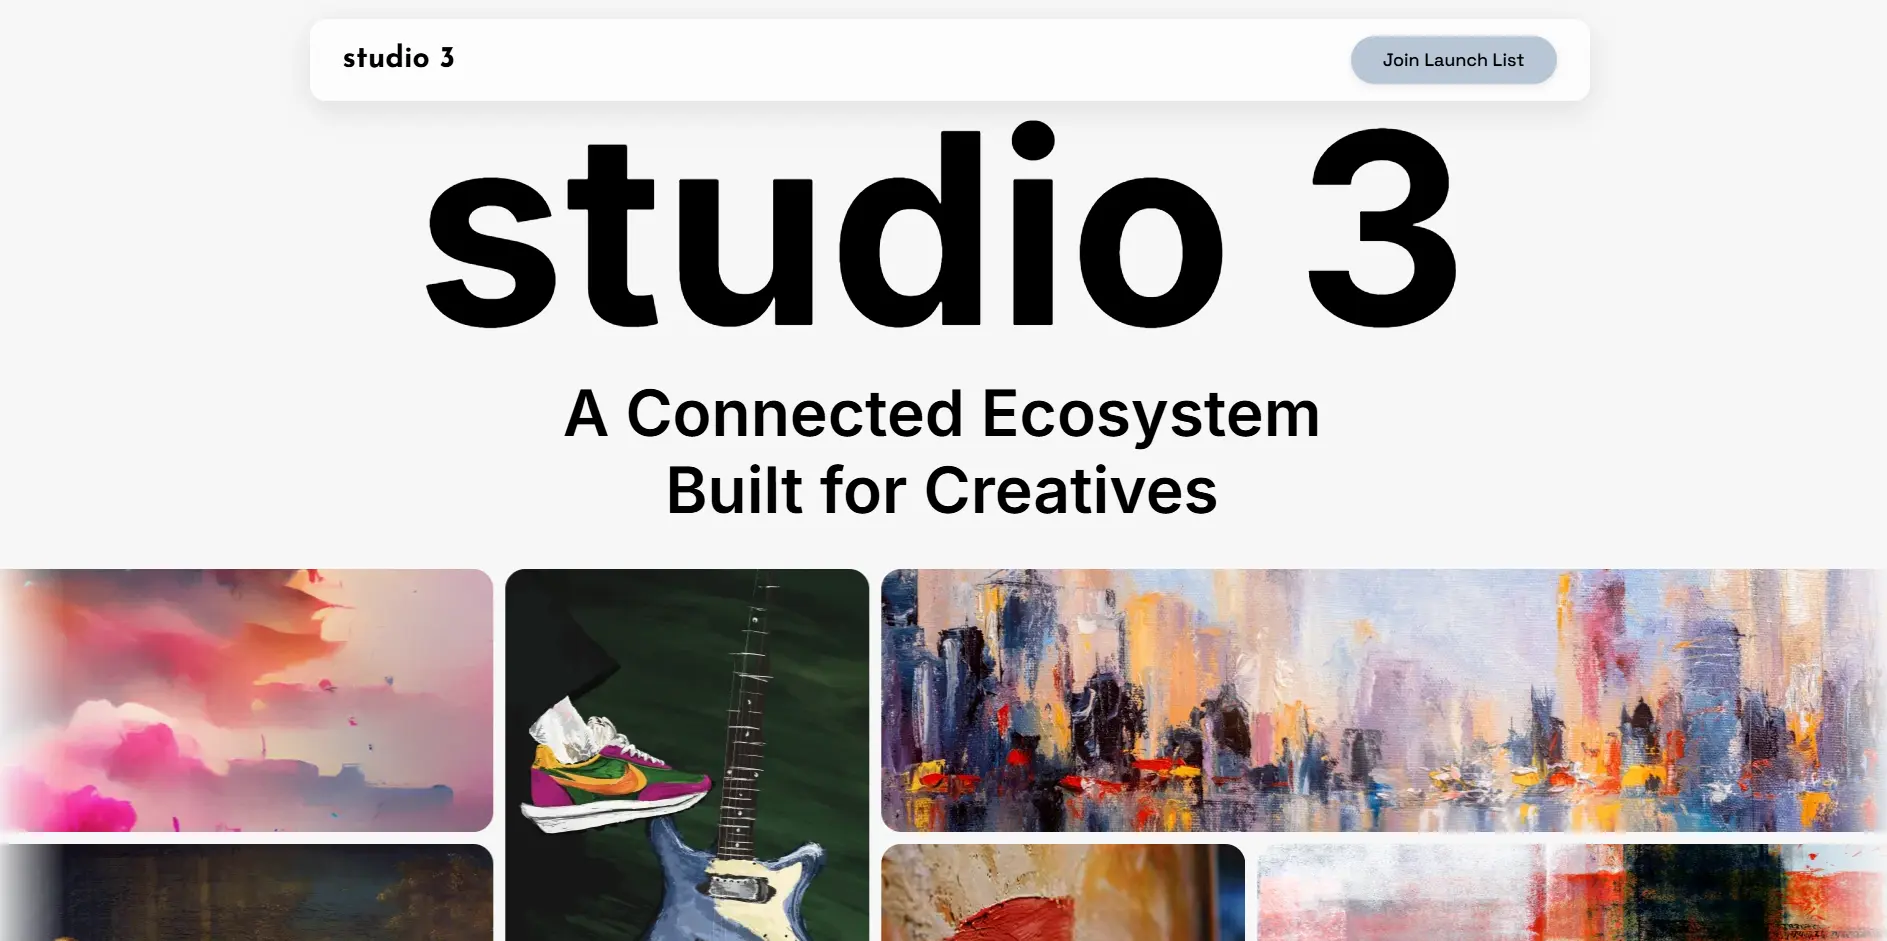 studio 3
Join Launch List
studio 3
A Connected Ecosystem
Built for Creatives